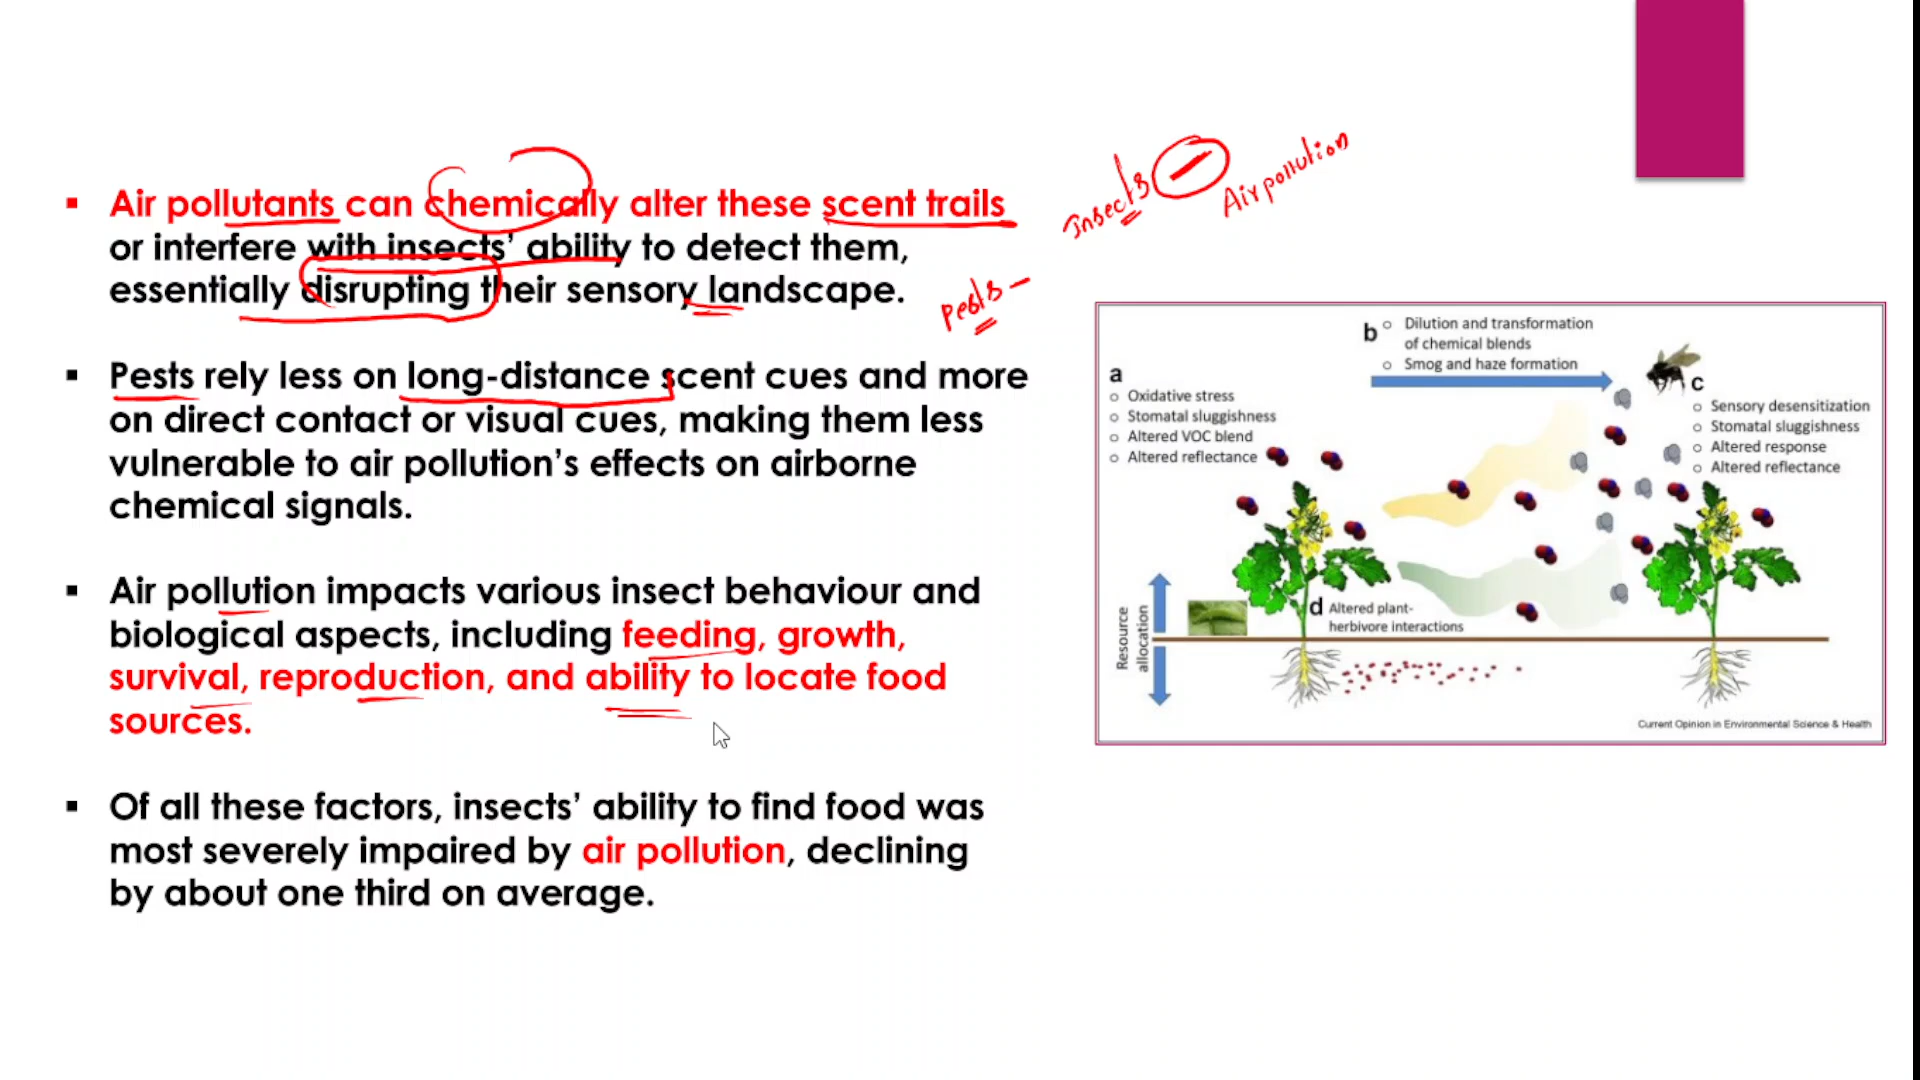 ▪ Air pollutants can chemically alter these scent trails
or interfere with insects' ability to detect them,
essentially disrupting their sensory landscape.
▪ Pests rely less on long-distance scent cues and more
on direct contact or visual cues, making them less
vulnerable to air pollution's effects on airborne
chemical signals.
▪ Air pollution impacts various insect behaviour and
biological aspects, including feeding, growth,
survival, reproduction, and ability to locate food
sources.
▪ Of all these factors, insects' ability to find food was
most severely impaired by air pollution, declining
by about one third on average.
Insects
Air pollution
pests -
a
o Oxidative stress
o Stomatal sluggishness
o Altered VOC blend
o Altered reflectance
b
o Dilution and transformation
of chemical blends
o Smog and haze formation
c
o Sensory desensitization
o Stomatal sluggishness
o Altered response
o Altered reflectance
d Altered plant-
herbivore interactions
Resource
allocation
Current Opinion in Environmental Science & Health